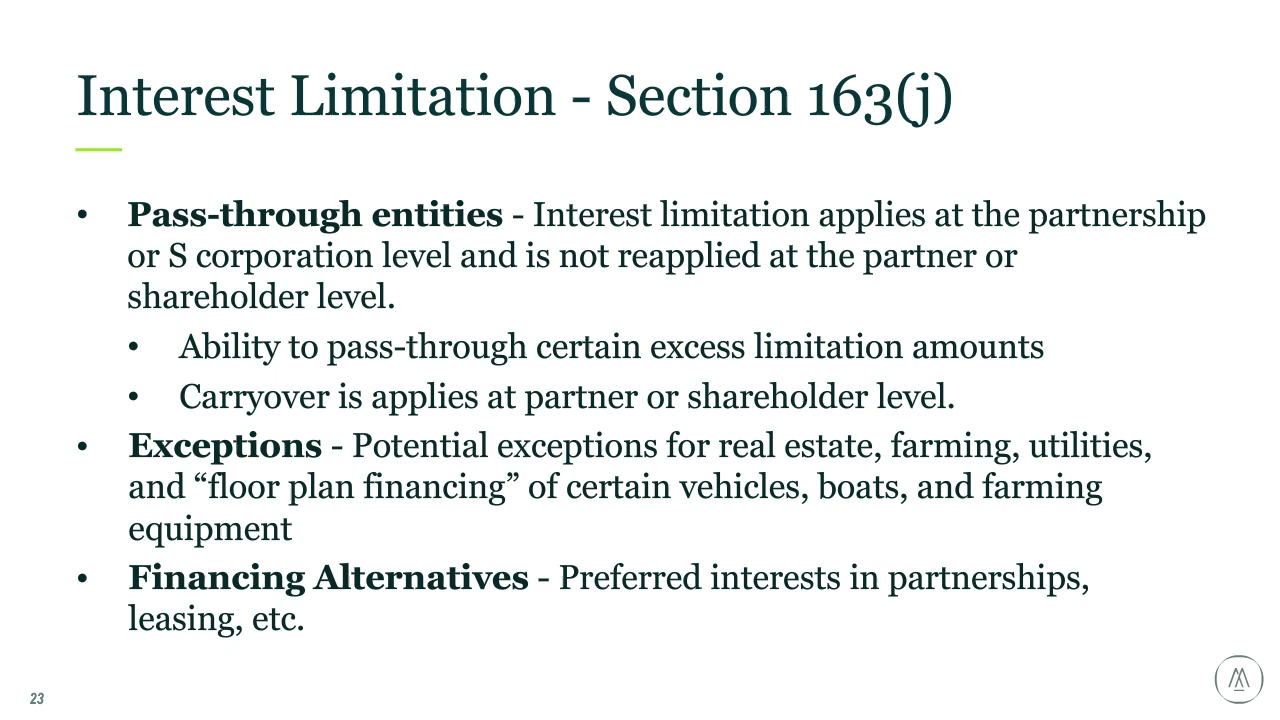 Interest Limitation - Section 163(j)
• Pass-through entities - Interest limitation applies at the partnership
or S corporation level and is not reapplied at the partner or
shareholder level.
• Ability to pass-through certain excess limitation amounts
• Carryover is applies at partner or shareholder level.
• Exceptions - Potential exceptions for real estate, farming, utilities,
and “floor plan financing” of certain vehicles, boats, and farming
equipment
• Financing Alternatives - Preferred interests in partnerships,
leasing, etc.
23